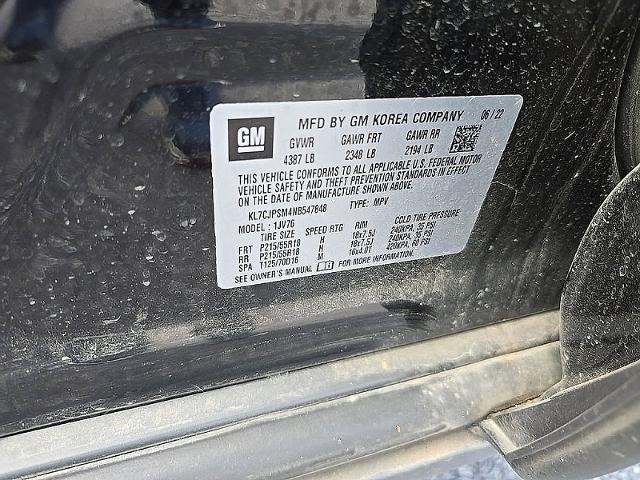 GM
MFD BY GM KOREA COMPANY 06/22
GVWR GAWR FRT GAWR RR
4387 LB 2348 LB 2194 LB
THIS VEHICLE CONFORMS TO ALL APPLICABLE U.S. FEDERAL MOTOR
VEHICLE SAFETY AND THEFT PREVENTION STANDARDS IN EFFECT
ON THE DATE OF MANUFACTURE SHOWN ABOVE.
KL7CJPSM4NB547848 TYPE: MPV
MODEL: 1JV76
TIRE SIZE SPEED RTG RIM COLD TIRE PRESSURE
FRT P215/55R18 H 18x7.5J 240KPA, 35 PSI
RR P215/55R18 H 18x7.5J 240KPA, 35 PSI
SPA T125/70D16 M 16x4.0T 420KPA, 60 PSI
SEE OWNER'S MANUAL FOR MORE INFORMATION.